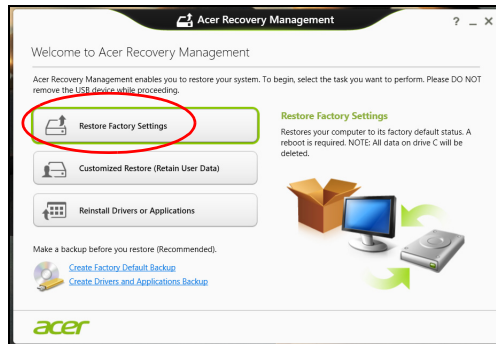 Acer Recovery Management
? _ X
Welcome to Acer Recovery Management
Acer Recovery Management enables you to restore your system. To begin, select the task you want to perform. Please DO NOT
remove the USB device while proceeding.
Restore Factory Settings
Customized Restore (Retain User Data)
Reinstall Drivers or Applications
Restore Factory Settings
Restores your computer to its factory default status. A
reboot is required. NOTE: All data on drive C will be
deleted.
Make a backup before you restore (Recommended).
Create Factory Default Backup
Create Drivers and Applications Backup
acer